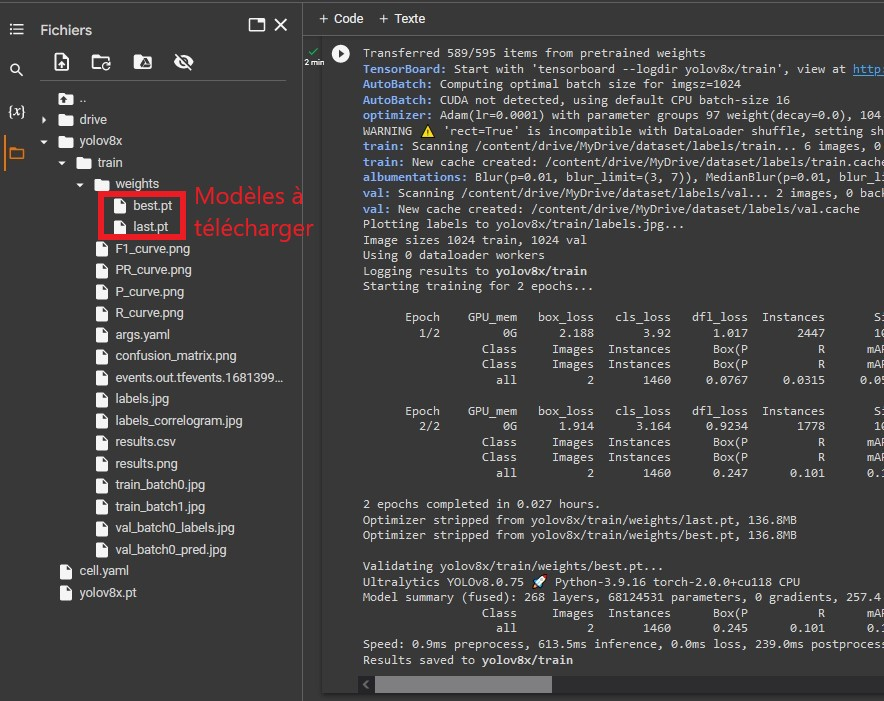 Fichiers
..
drive
yolov8x
train
weights
best.pt
last.pt
Modèles à
télécharger
F1_curve.png
PR_curve.png
P_curve.png
R_curve.png
args.yaml
confusion_matrix.png
events.out.tfevents.1681399...
labels.jpg
labels_correlogram.jpg
results.csv
results.png
train_batch0.jpg
train_batch1.jpg
val_batch0_labels.jpg
val_batch0_pred.jpg
cell.yaml
yolov8x.pt
+ Code + Texte
2 min
Transferred 589/595 items from pretrained weights
TensorBoard: Start with 'tensorboard --logdir yolov8x/train', view at http:
AutoBatch: Computing optimal batch size for imgsz=1024
AutoBatch: CUDA not detected, using default CPU batch-size 16
optimizer: Adam(lr=0.0001) with parameter groups 97 weight(decay=0.0), 104
WARNING ⚠️ 'rect=True' is incompatible with DataLoader shuffle, setting sh
train: Scanning /content/drive/MyDrive/dataset/labels/train... 6 images, 0
train: New cache created: /content/drive/MyDrive/dataset/labels/train.cache
albumentations: Blur(p=0.01, blur_limit=(3, 7)), MedianBlur(p=0.01, blur_li
val: Scanning /content/drive/MyDrive/dataset/labels/val... 2 images, 0 back
val: New cache created: /content/drive/MyDrive/dataset/labels/val.cache
Plotting labels to yolov8x/train/labels.jpg...
Image sizes 1024 train, 1024 val
Using 0 dataloader workers
Logging results to yolov8x/train
Starting training for 2 epochs...
Epoch GPU_mem box_loss cls_loss dfl_loss Instances Si
1/2 0G 2.188 3.92 1.017 2447 10
Class Images Instances Box(P R mAP
Class Images Instances Box(P R mAP
all 2 1460 0.0767 0.0315 0.05
Epoch GPU_mem box_loss cls_loss dfl_loss Instances Si
2/2 0G 1.914 3.164 0.9234 1778 10
Class Images Instances Box(P R mAP
Class Images Instances Box(P R mAP
all 2 1460 0.247 0.101 0.1
2 epochs completed in 0.027 hours.
Optimizer stripped from yolov8x/train/weights/last.pt, 136.8MB
Optimizer stripped from yolov8x/train/weights/best.pt, 136.8MB
Validating yolov8x/train/weights/best.pt...
Ultralytics YOLOv8.0.75 🚀 Python-3.9.16 torch-2.0.0+cu118 CPU
Model summary (fused): 268 layers, 68124531 parameters, 0 gradients, 257.4
Class Images Instances Box(P R mAP
all 2 1460 0.245 0.101 0.1
Speed: 0.9ms preprocess, 613.5ms inference, 0.0ms loss, 239.0ms postprocess
Results saved to yolov8x/train